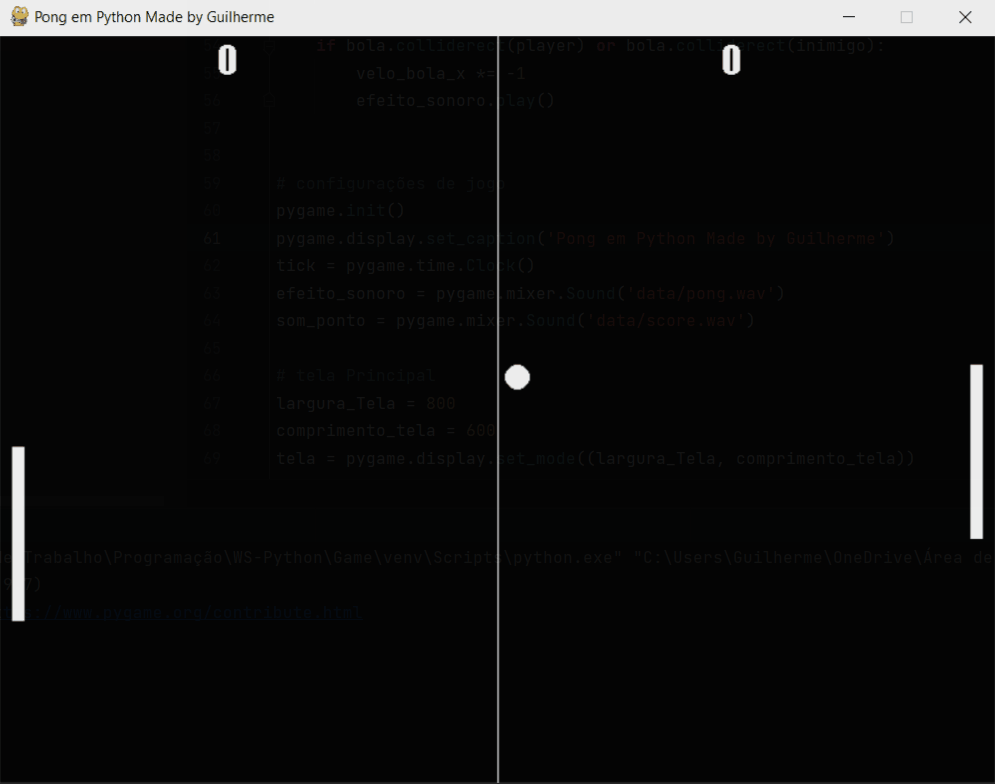 Pong em Python Made by Guilherme
if bola.colliderect(player) or bola.colliderect(inimigo):
0 0
velo_bola_x *= -1
efeito_sonoro.play()
# configurações de jogo
pygame.init()
61 pygame.display.set_caption('Pong em Python Made by Guilherme')
tick = pygame.time.Clock()
efeito_sonoro = pygame.mixer.Sound('data/pong.wav')
som_ponto = pygame.mixer.Sound('data/score.wav')
# tela Principal
largura_Tela = 800
comprimento_tela = 600
tela = pygame.display.set_mode((largura_Tela, comprimento_tela))
Trabalho\Programação\WS-Python\Game\venv\Scripts\python.exe" "C:\Users\Guilherme\OneDrive\Área de
//www.pygame.org/contribute.html